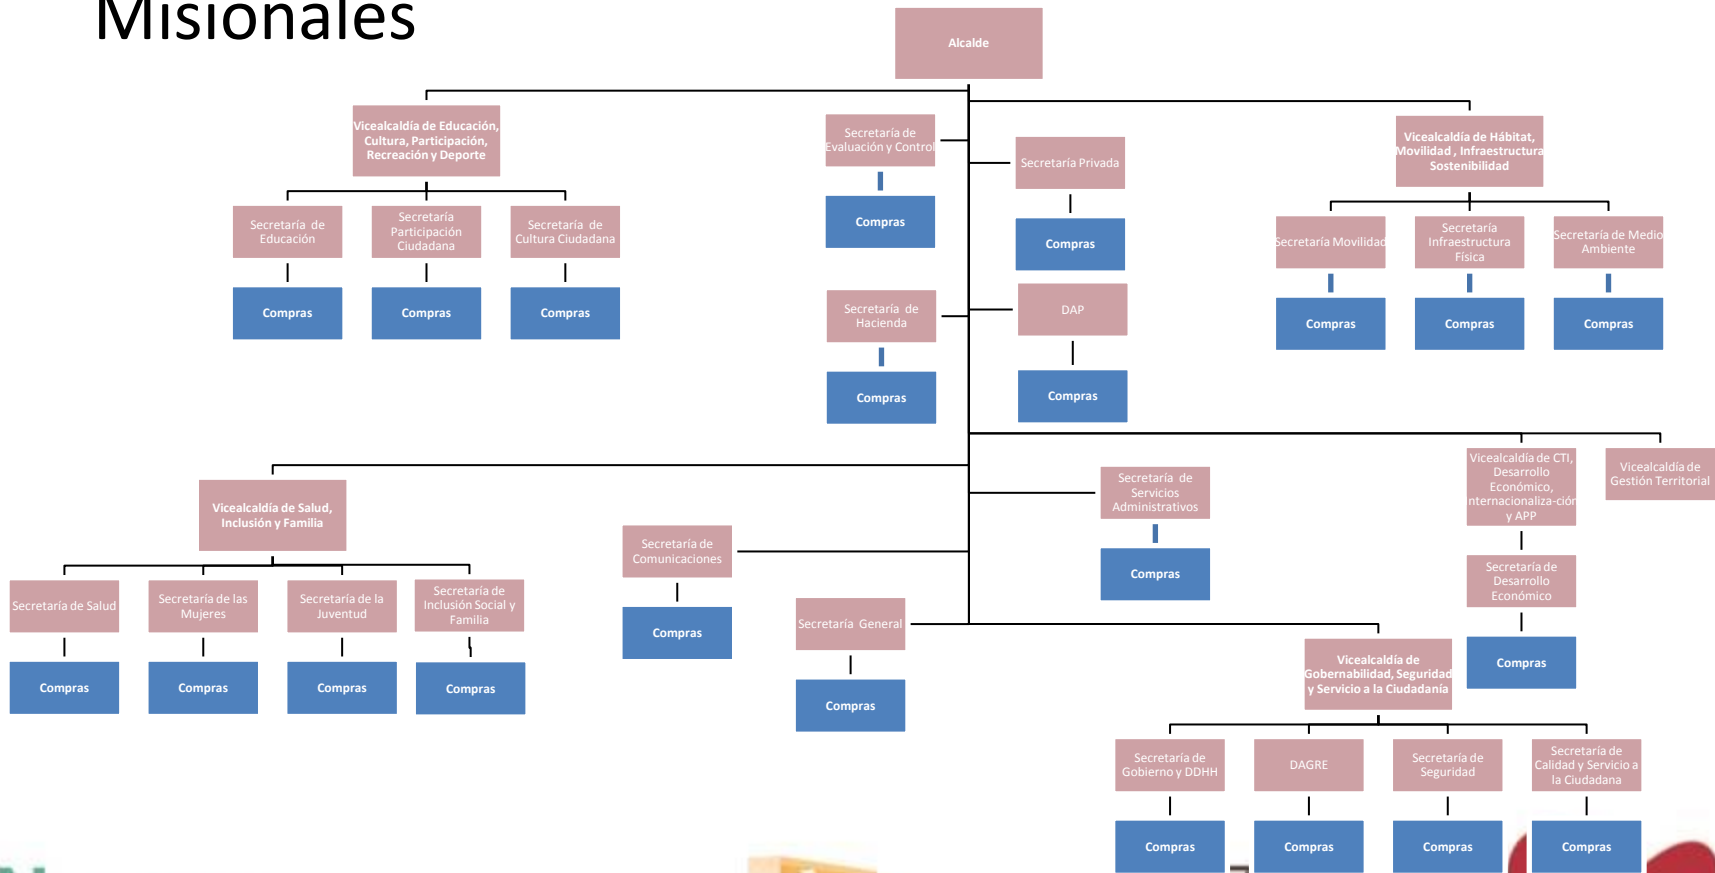 Misionales
Alcalde
Vicealcaldía de Educación,
Cultura, Participación,
Recreación y Deporte
Secretaría de
Educación
Compras
Secretaría
Participación
Ciudadana
Compras
Secretaría de
Cultura Ciudadana
Compras
Secretaría de
Evaluación y Control
Compras
Secretaría Privada
Compras
Secretaría de
Hacienda
Compras
DAP
Compras
Vicealcaldía de Hábitat,
Movilidad , Infraestructura
Sostenibilidad
Secretaría Movilidad
Compras
Secretaría
Infraestructura
Física
Compras
Secretaría de Medio
Ambiente
Compras
Vicealcaldía de Salud,
Inclusión y Familia
Secretaría de Salud
Compras
Secretaría de las
Mujeres
Compras
Secretaría de la
Juventud
Compras
Secretaría de
Inclusión Social y
Familia
Compras
Secretaría de
Comunicaciones
Compras
Secretaría General
Compras
Secretaría de
Servicios
Administrativos
Compras
Vicealcaldía de CTI,
Desarrollo
Económico,
nternacionaliza-ción
y APP
Secretaría de
Desarrollo
Económico
Compras
Vicealcaldía de
Gestión Territorial
Vicealcaldía de
Gobernabilidad, Seguridad
y Servicio a la Ciudadanía
Secretaría de
Gobierno y DDHH
Compras
DAGRE
Compras
Secretaría de
Seguridad
Compras
Secretaría de
Calidad y Servicio a
la Ciudadana
Compras